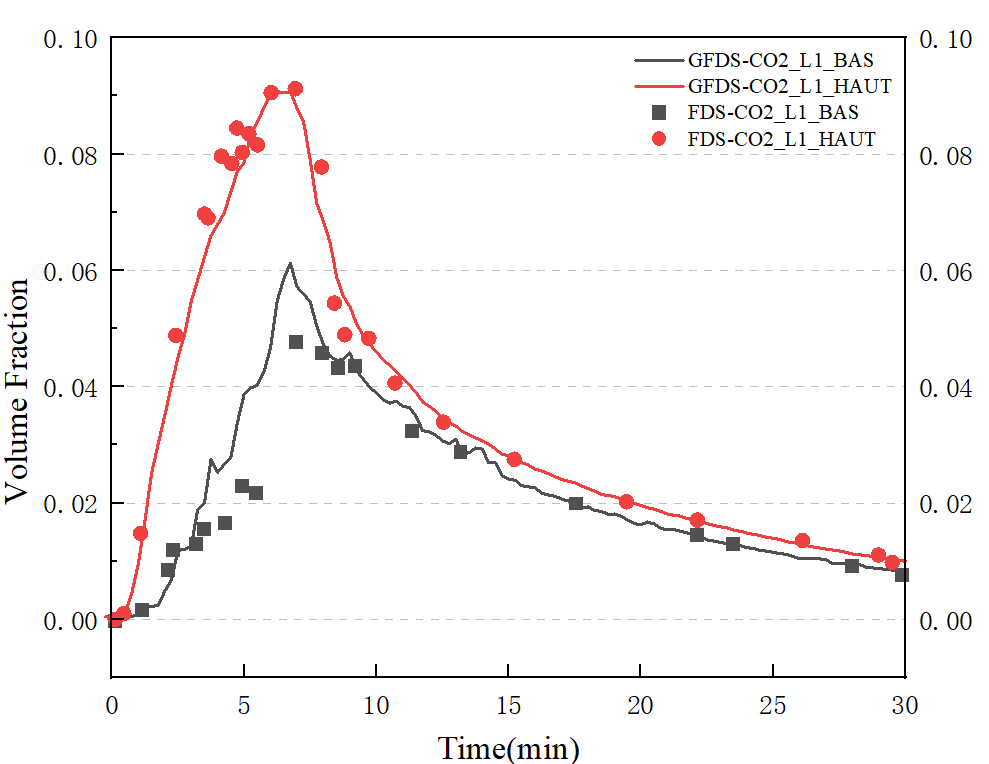 0.10
0.08
0.06
0.04
0.02
0.00
Volume Fraction
GFDS-CO2_L1_BAS
GFDS-CO2_L1_HAUT
FDS-CO2_L1_BAS
FDS-CO2_L1_HAUT
0.10
0.08
0.06
0.04
0.02
0.00
0 5 10 15 20 25 30
Time(min)